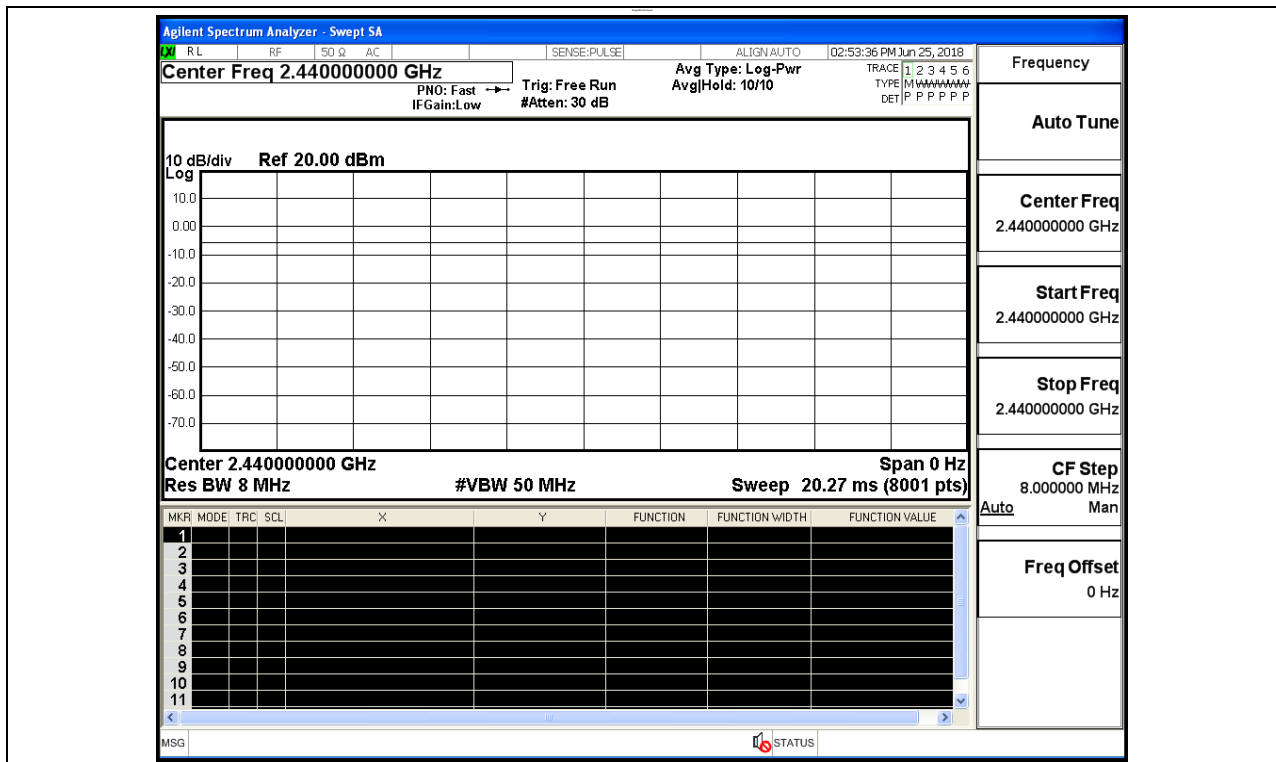 Agilent Spectrum Analyzer - Swept SA
LXI RL RF 50 Ω AC SENSE:PULSE ALIGN AUTO 02:53:36 PM Jun 25, 2018
Center Freq 2.440000000 GHz
PNO: Fast
IFGain:Low
Trig: Free Run
#Atten: 30 dB
Avg Type: Log-Pwr
Avg|Hold: 10/10
TRACE 1 2 3 4 5 6
TYPE M W W W W W
DET P P P P P P
10 dB/div
Log
Ref 20.00 dBm
10.0
0.00
-10.0
-20.0
-30.0
-40.0
-50.0
-60.0
-70.0
Center 2.440000000 GHz
Span 0 Hz
Res BW 8 MHz
#VBW 50 MHz
Sweep 20.27 ms (8001 pts)
MKR MODE TRC SCL X Y FUNCTION FUNCTION WIDTH FUNCTION VALUE
1
2
3
4
5
6
7
8
9
10
11
MSG
STATUS
Frequency
Auto Tune
Center Freq
2.440000000 GHz
Start Freq
2.440000000 GHz
Stop Freq
2.440000000 GHz
CF Step
8.000000 MHz
Auto Man
Freq Offset
0 Hz